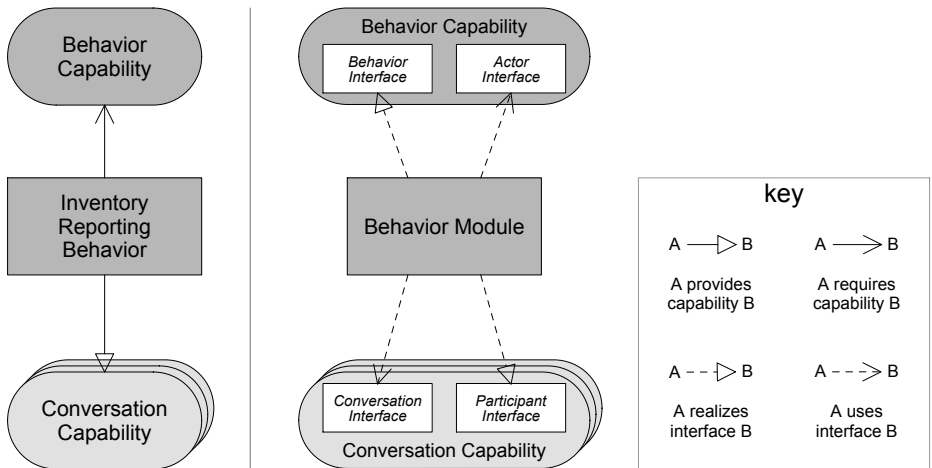 Behavior
Capability
Inventory
Reporting
Behavior
Conversation
Capability
Behavior Capability
Behavior
Interface
Actor
Interface
Behavior Module
Conversation
Interface
Participant
Interface
Conversation Capability
key
A B
A provides
capability B
A B
A requires
capability B
A B
A realizes
interface B
A B
A uses
interface B